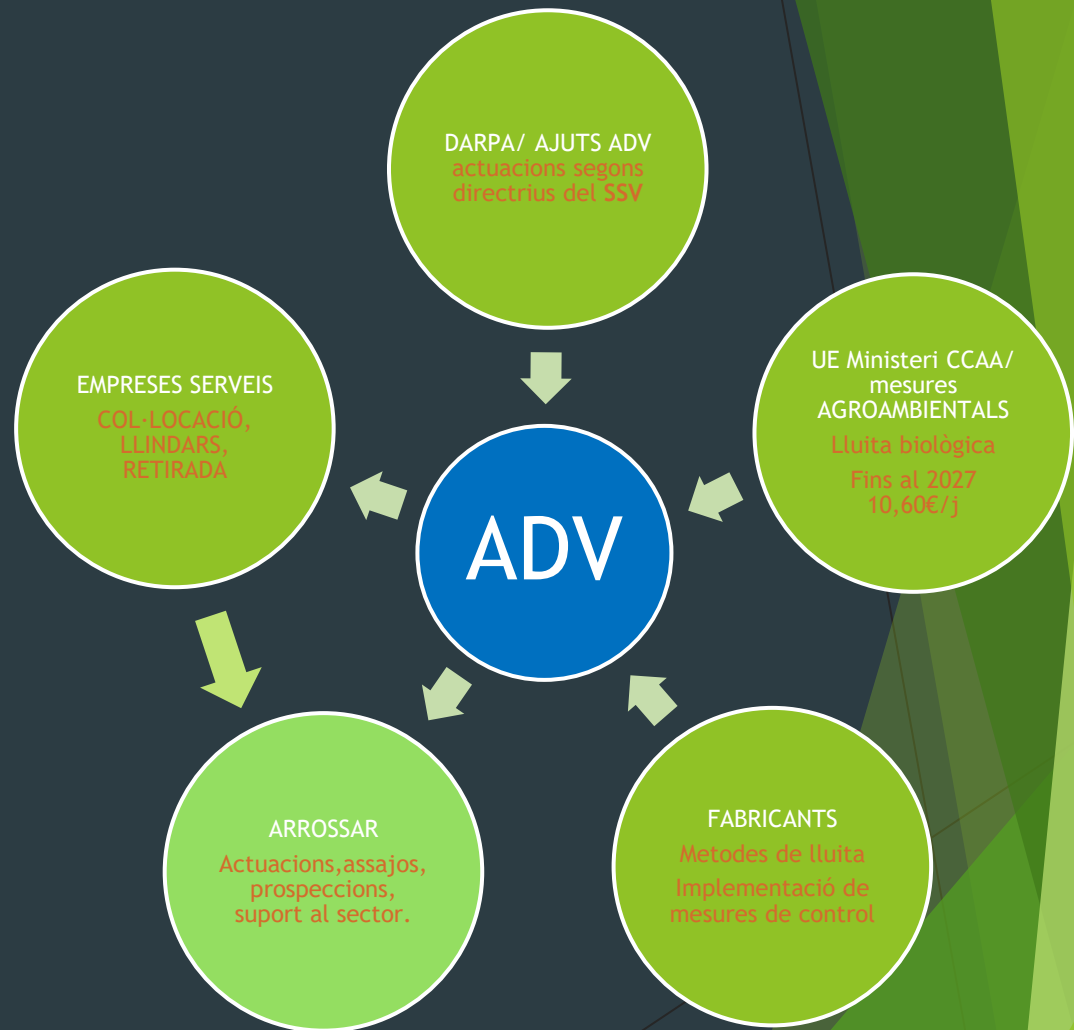 DARPA/ AJUTS ADV
actuacions segons
directrius del SSV
UE Ministeri CCAA/
mesures
AGROAMBIENTALS
Lluita biològica
Fins al 2027
10,60€/j
EMPRESES SERVEIS
COL·LOCACIÓ,
LLINDARS,
RETIRADA
ADV
ARROSSAR
Actuacions,assajos,
prospeccions,
suport al sector.
FABRICANTS
Metodes de lluita
Implementació de
mesures de control